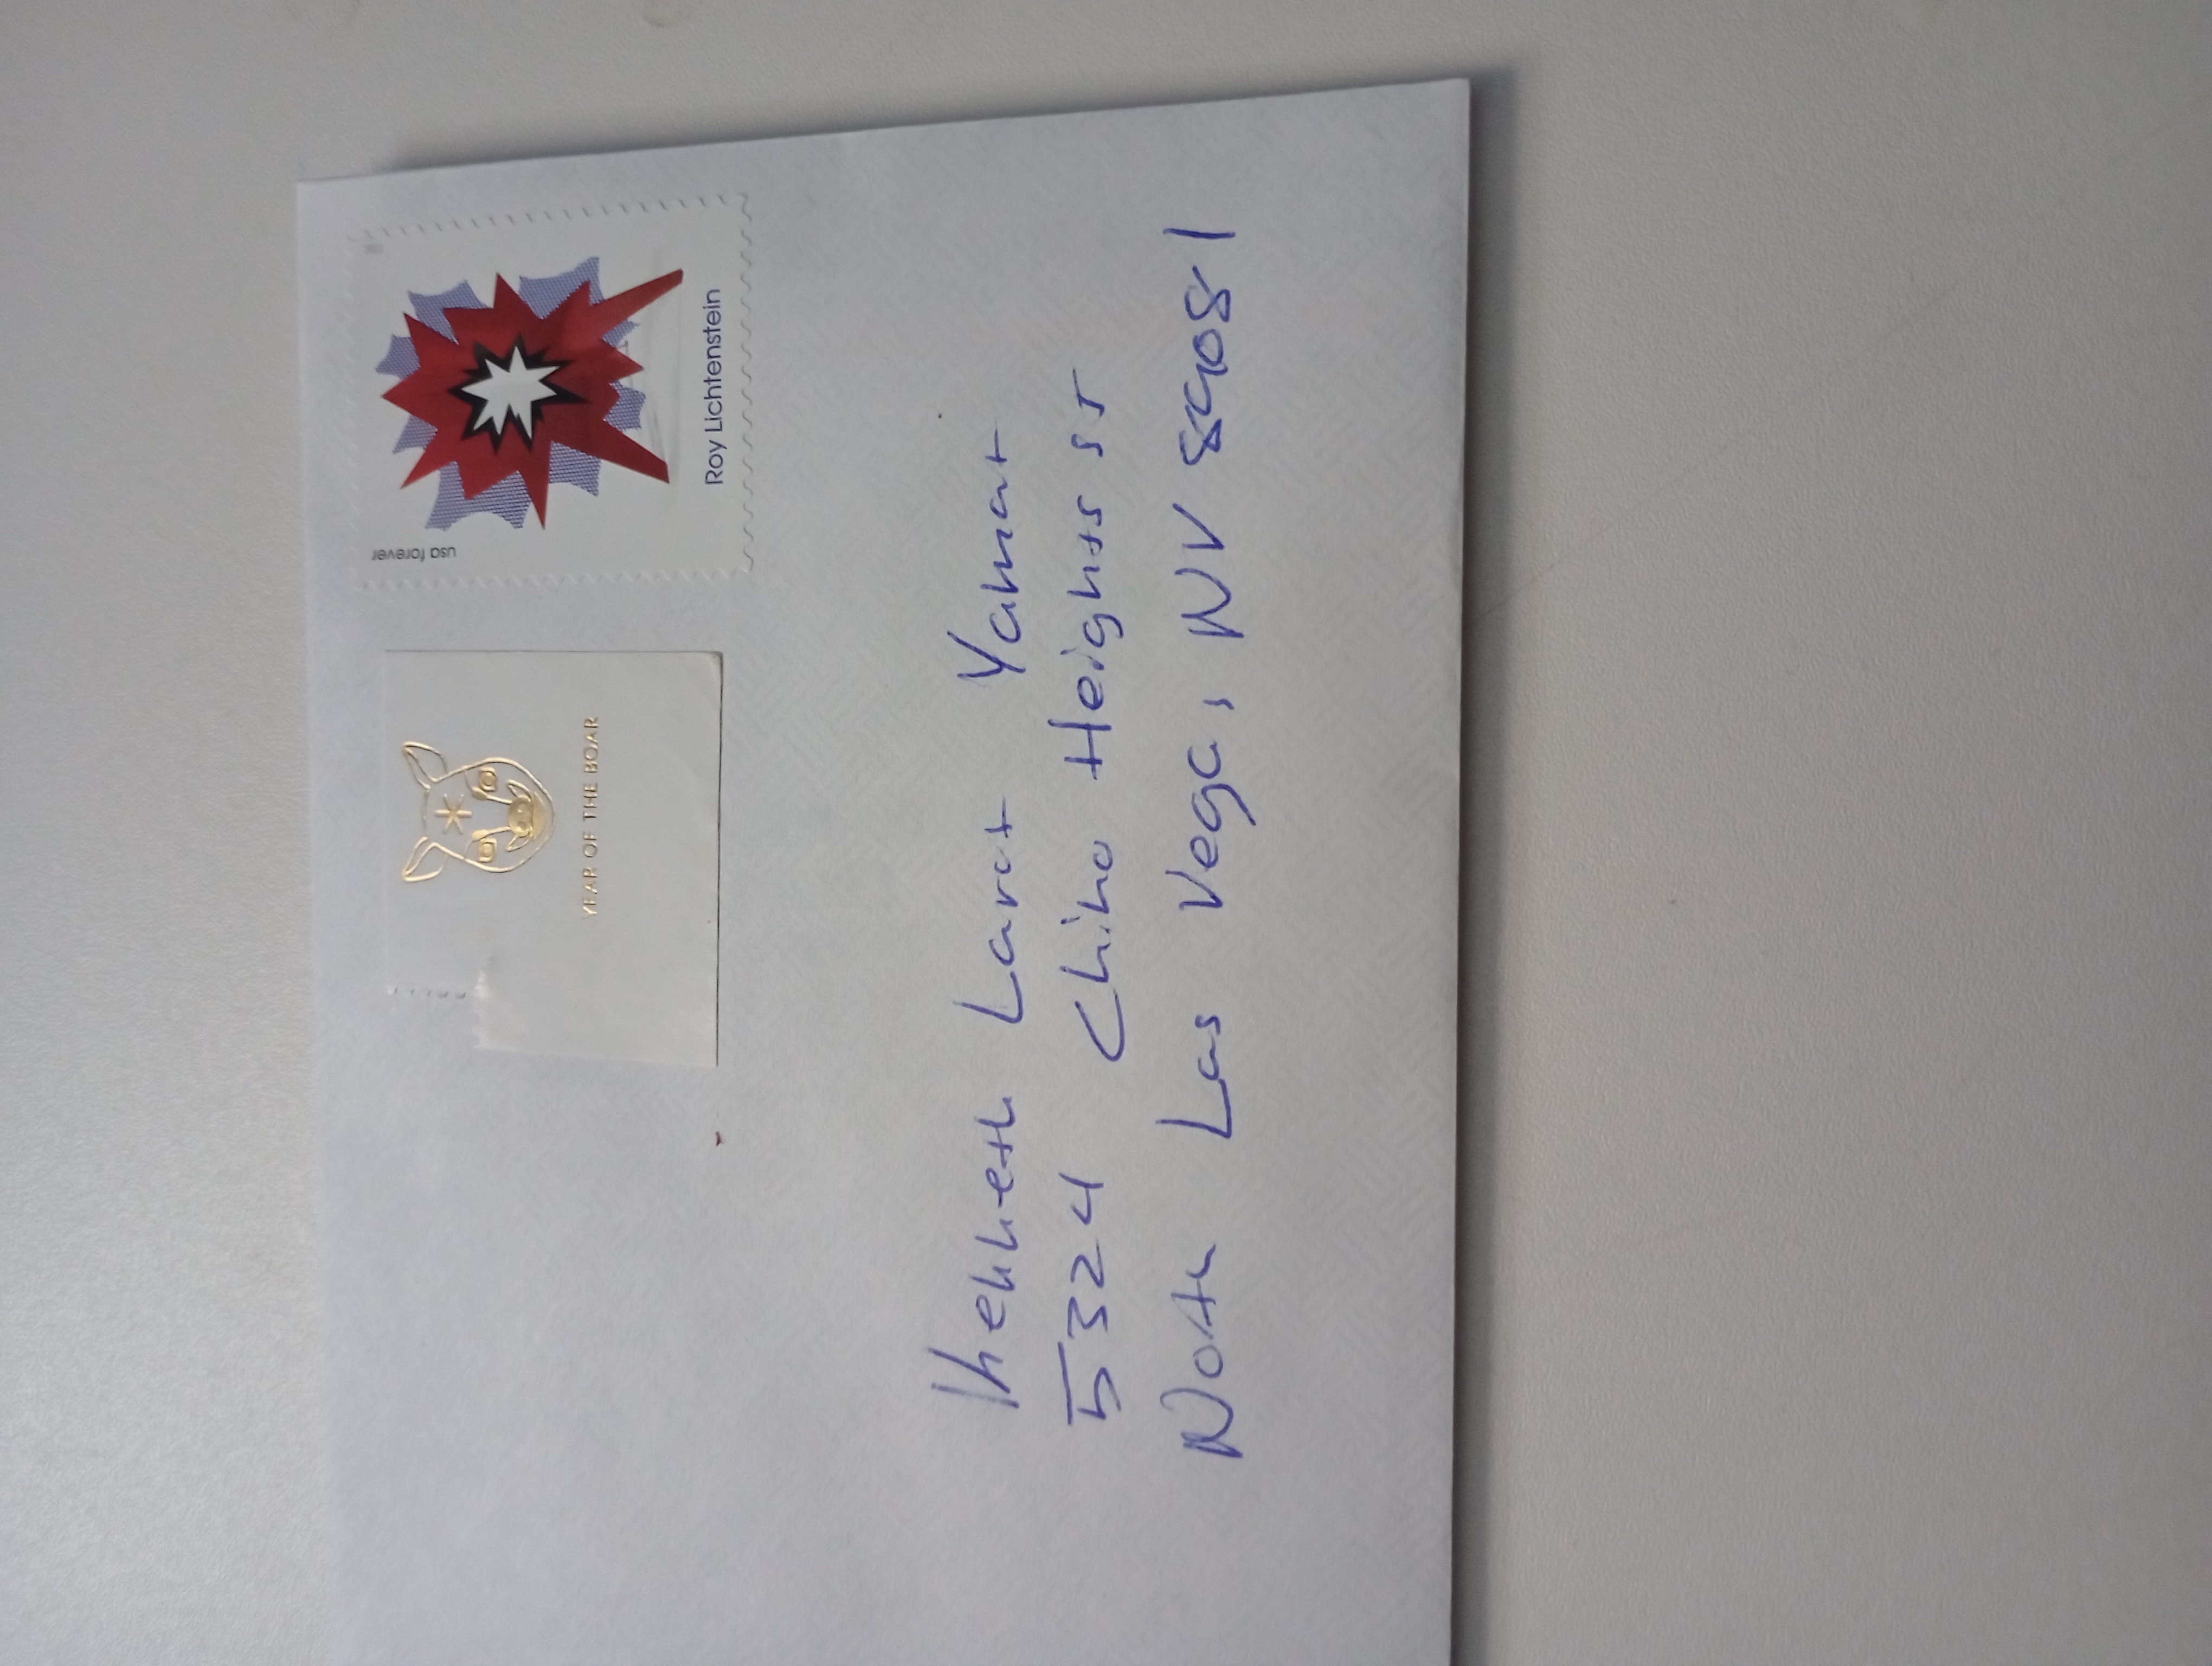 usa forever
YEAR OF THE BOAR
Roy Lichtenstein
Kenneth Larot Yamat
5324 Chino Heights ST
North Las Vega, NV 89081